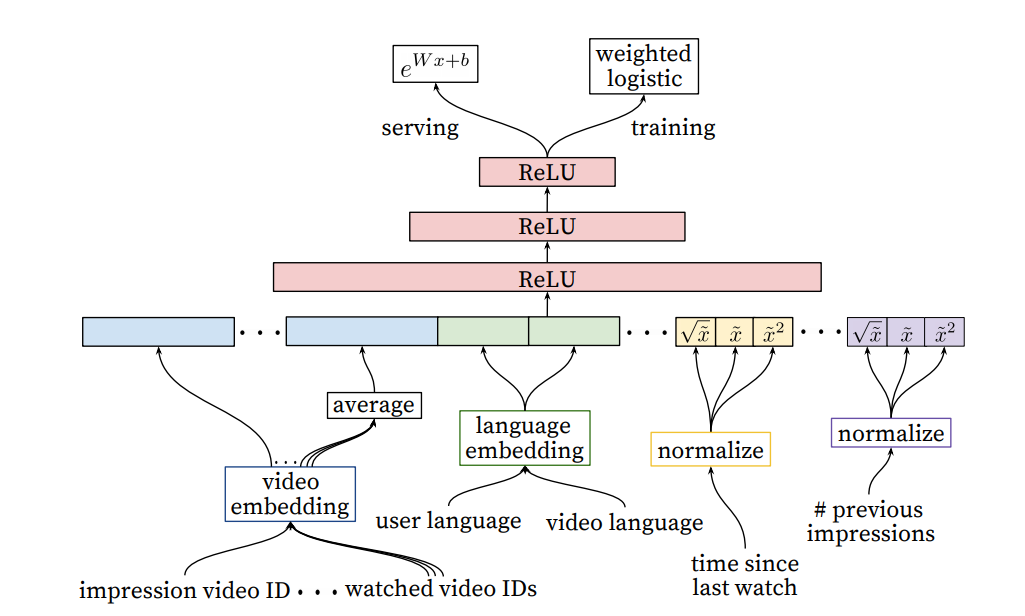 e^{Wx+b}
weighted
logistic
serving
training
ReLU
ReLU
ReLU
• • •
• • •
√x̃ x̃ x̃²
• • •
√x̃ x̃ x̃²
average
language
embedding
normalize
normalize
...
video
embedding
user language
video language
# previous
impressions
time since
last watch
impression video ID • • • watched video IDs